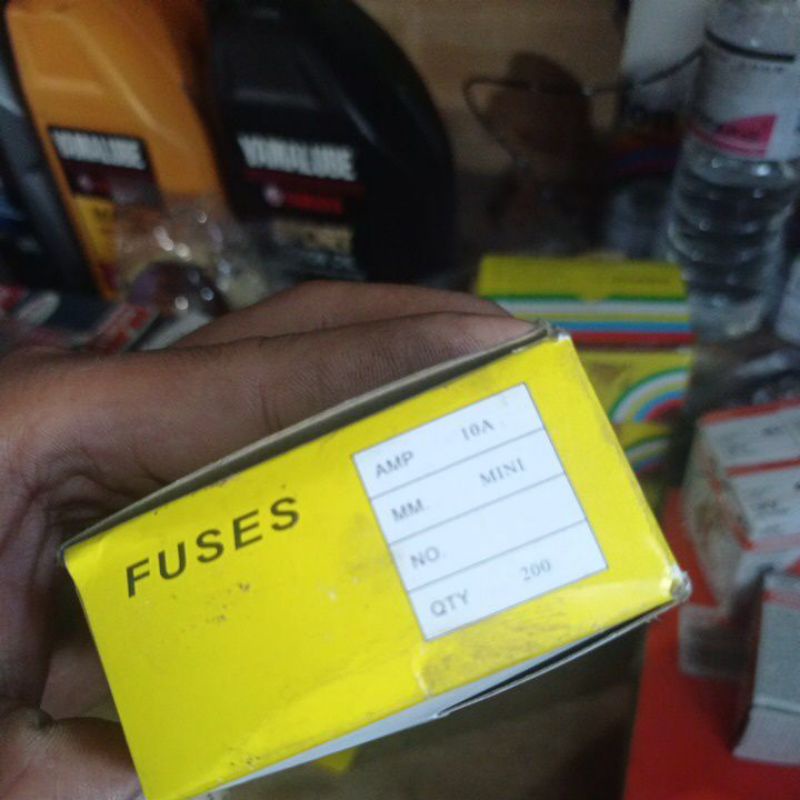 YAMALUBE
YAMALUBE
FUSES
AMP 10A
MM. MINI
NO.
QTY 200